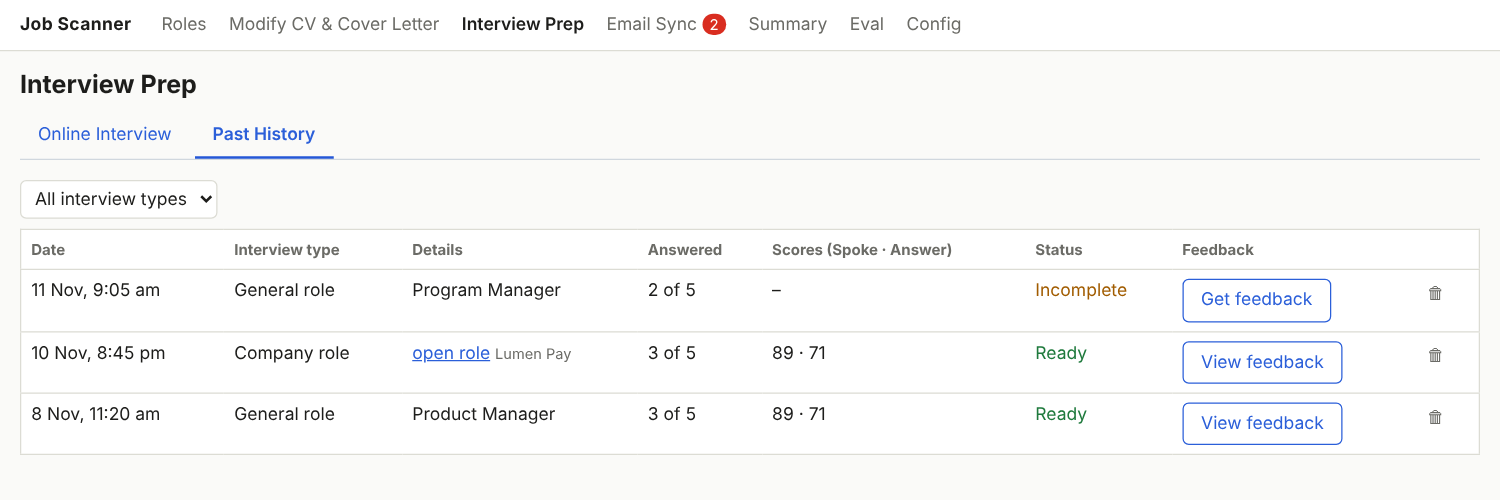 Job Scanner Roles Modify CV & Cover Letter Interview Prep Email Sync 2 Summary Eval Config
Interview Prep
Online Interview Past History
All interview types
Date Interview type Details Answered Scores (Spoke · Answer) Status Feedback
11 Nov, 9:05 am General role Program Manager 2 of 5 – Incomplete Get feedback
10 Nov, 8:45 pm Company role open role Lumen Pay 3 of 5 89 · 71 Ready View feedback
8 Nov, 11:20 am General role Product Manager 3 of 5 89 · 71 Ready View feedback